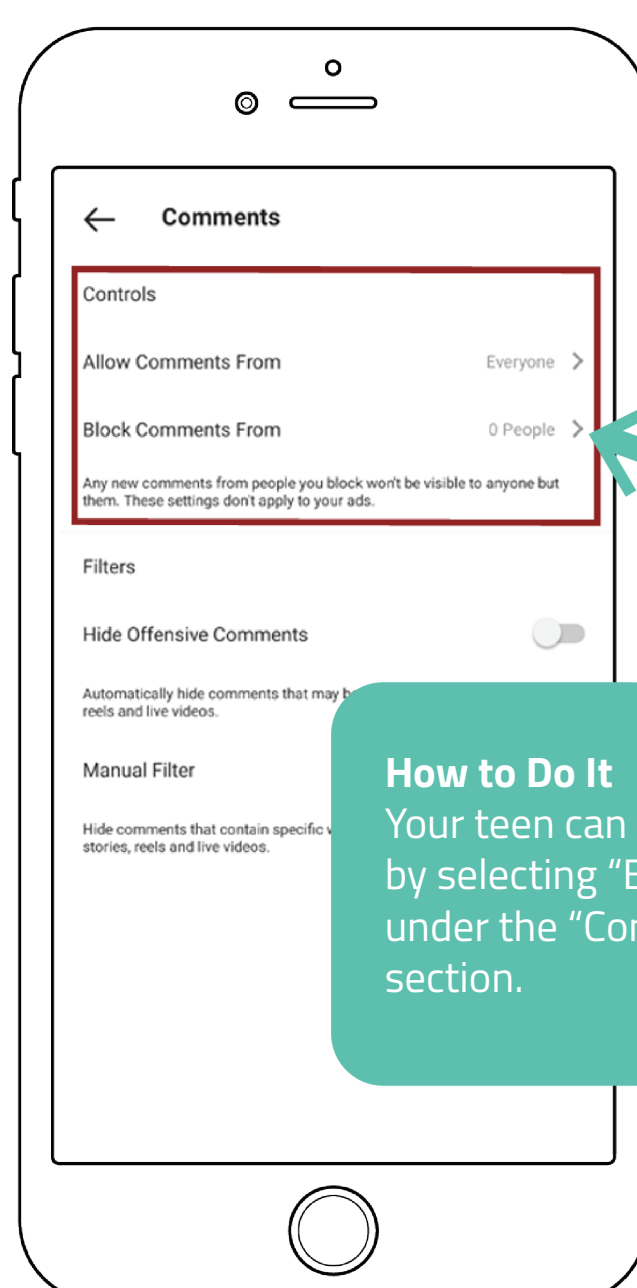 Comments
Controls
Allow Comments From Everyone
Block Comments From 0 People
Any new comments from people you block won't be visible to anyone but
them. These settings don't apply to your ads.
Filters
Hide Offensive Comments
Automatically hide comments that may
reels and live videos.
Manual Filter
Hide comments that contain specific
stories, reels and live videos.
How to Do It
Your teen can
by selecting “
under the “
section.